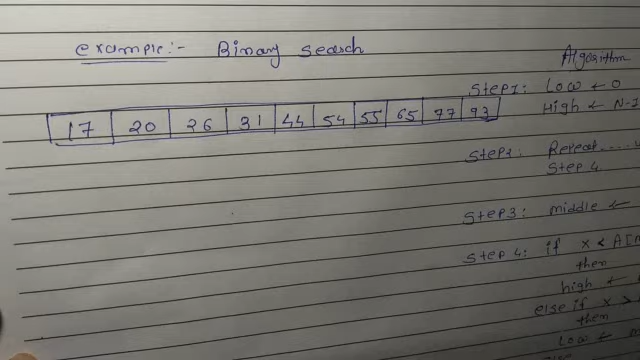 example:- Binary search
17 20 26 31 44 54 55 65 77 93
Algorithm
Step1: Low ← 0
High ← N-1
Step2: Repeat.....
Step 4
Step3: middle ←
Step 4: if x < A[
then
high ←
else if x >
then
Low ←